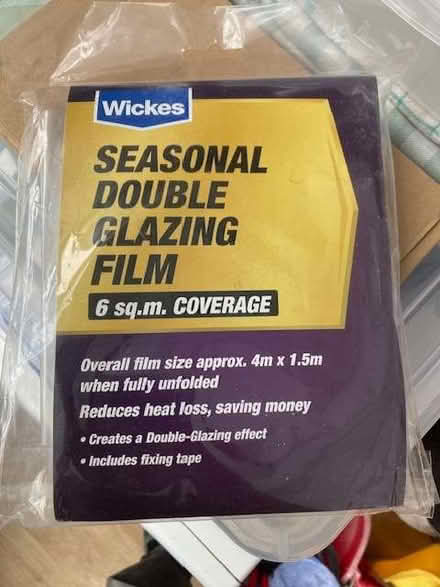 Wickes
SEASONAL
DOUBLE
GLAZING
FILM
6 sq.m. COVERAGE
Overall film size approx. 4m x 1.5m
when fully unfolded
Reduces heat loss, saving money
• Creates a Double-Glazing effect
• Includes fixing tape